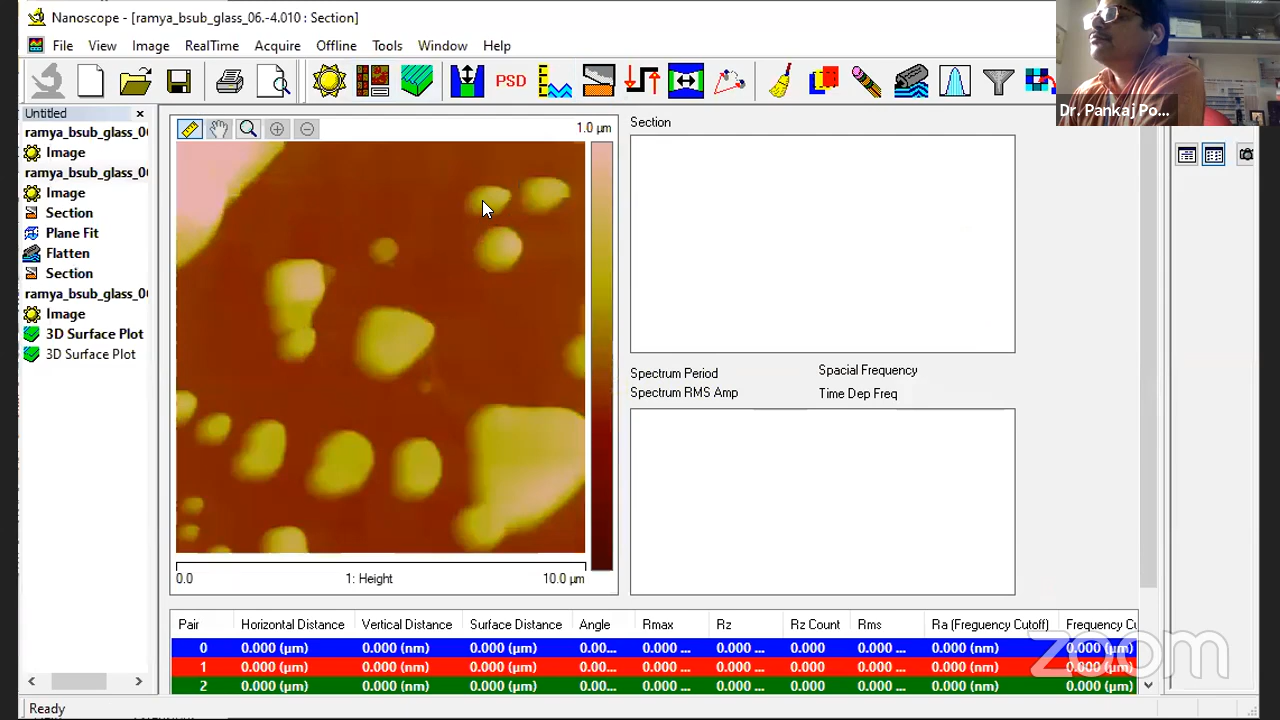 Nanoscope - [ramya_bsub_glass_06.-4.010 : Section]
File View Image RealTime Acquire Offline Tools Window Help
PSD
Dr. Pankaj Po...
Untitled
ramya_bsub_glass_0
Image
ramya_bsub_glass_0
Image
Section
Plane Fit
Flatten
Section
ramya_bsub_glass_0
Image
3D Surface Plot
3D Surface Plot
1.0 µm
0.0 1: Height 10.0 µm
Section
Spectrum Period Spacial Frequency
Spectrum RMS Amp Time Dep Freq
Pair Horizontal Distance Vertical Distance Surface Distance Angle Rmax Rz Rz Count Rms Ra (Freguency Cutoff) Frequency Cu
0 0.000 (µm) 0.000 (nm) 0.000 (µm) 0.00... 0.000 ... 0.000 ... 0.000 0.000 ... 0.000 (nm) 0.000 (µm)
1 0.000 (µm) 0.000 (nm) 0.000 (µm) 0.00... 0.000 ... 0.000 ... 0.000 0.000 ... 0.000 (nm) 0.000 (µm)
2 0.000 (µm) 0.000 (nm) 0.000 (µm) 0.00... 0.000 ... 0.000 ... 0.000 0.000 ... 0.000 (nm) 0.000 (µm)
zoom
Ready